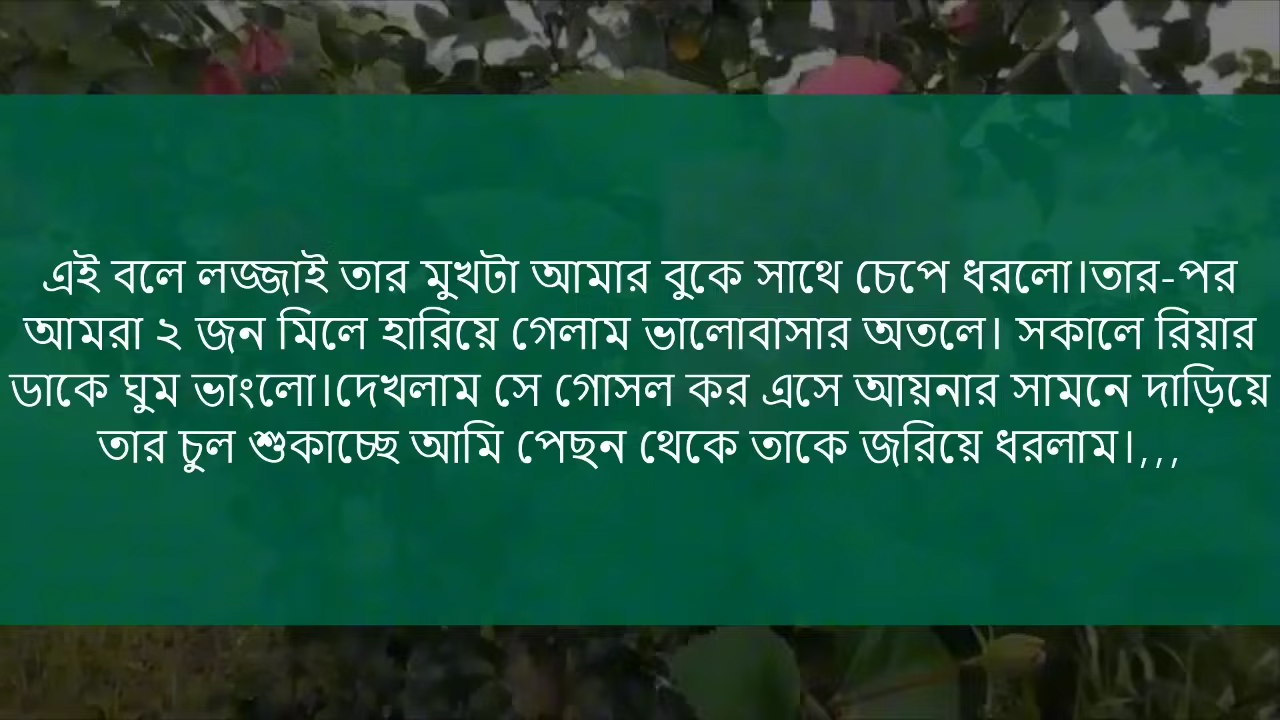 এই বলে লজ্জাই তার মুখটা আমার বুকে সাথে চেপে ধরলো।তার-পর
আমরা ২ জন মিলে হারিয়ে গেলাম ভালোবাসার অতলে। সকালে রিয়ার
ডাকে ঘুম ভাংলো।দেখলাম সে গোসল কর এসে আয়নার সামনে দাড়িয়ে
তার চুল শুকাচ্ছে আমি পেছন থেকে তাকে জরিয়ে ধরলাম।,,,